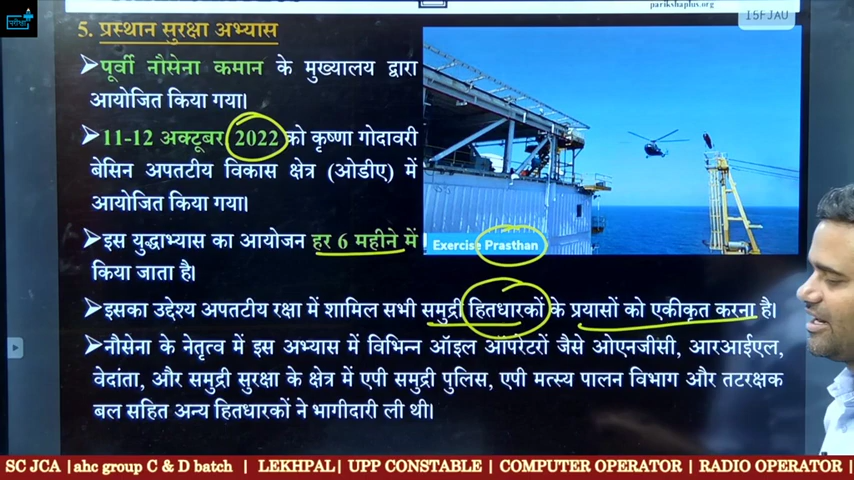 parikshaplus.org
15FJAU
परीक्षा
5. प्रस्थान सुरक्षा अभ्यास
➤पूर्वी नौसेना कमान के मुख्यालय द्वारा
आयोजित किया गया।
➤11-12 अक्टूबर 2022 को कृष्णा गोदावरी
बेसिन अपतटीय विकास क्षेत्र (ओडीए) में
आयोजित किया गया।
➤इस युद्धाभ्यास का आयोजन हर 6 महीने में
किया जाता है।
Exercise Prasthan
➤इसका उद्देश्य अपतटीय रक्षा में शामिल सभी समुद्री हितधारकों के प्रयासों को एकीकृत करना है।
➤नौसेना के नेतृत्व में इस अभ्यास में विभिन्न ऑइल ऑपरेटरों जैसे ओएनजीसी, आरआईएल,
वेदांता, और समुद्री सुरक्षा के क्षेत्र में एपी समुद्री पुलिस, एपी मत्स्य पालन विभाग और तटरक्षक
बल सहित अन्य हितधारकों ने भागीदारी ली थी।
SC JCA |ahc group C & D batch | LEKHPAL| UPP CONSTABLE | COMPUTER OPERATOR | RADIO OPERATOR |